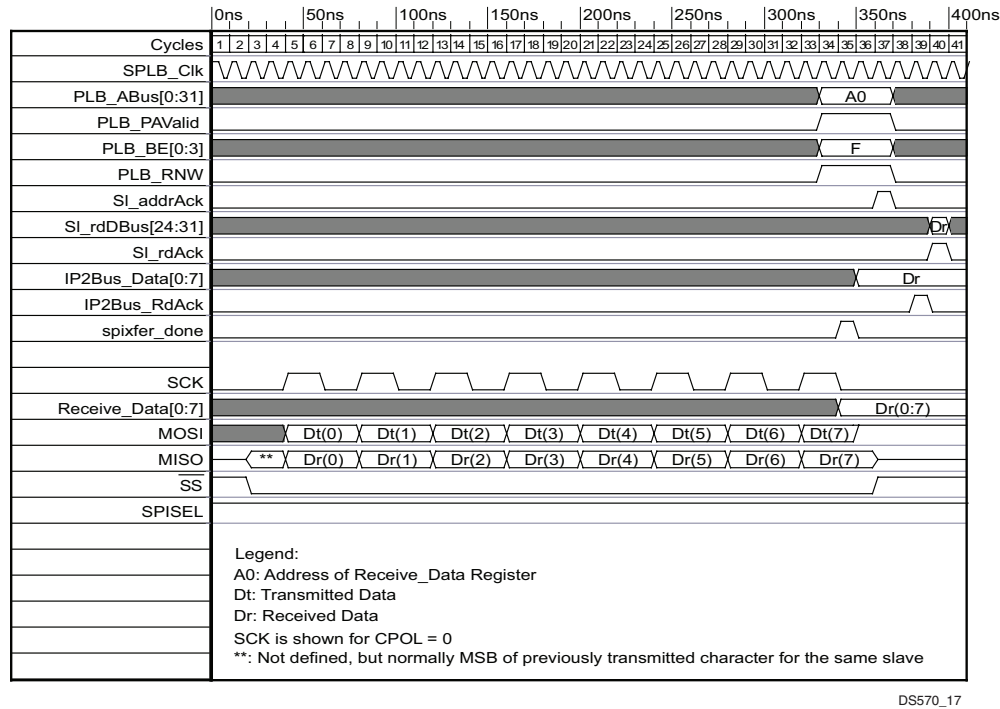 0ns 50ns 100ns 150ns 200ns 250ns 300ns 350ns 400ns
Cycles 1 2 3 4 5 6 7 8 9 10 11 12 13 14 15 16 17 18 19 20 21 22 23 24 25 26 27 28 29 30 31 32 33 34 35 36 37 38 39 40 41
SPLB_Clk
PLB_ABus[0:31] A0
PLB_PAValid
PLB_BE[0:3] F
PLB_RNW
SI_addrAck
SI_rdDBus[24:31] Dr
SI_rdAck
IP2Bus_Data[0:7] Dr
IP2Bus_RdAck
spixfer_done
SCK
Receive_Data[0:7] Dr(0:7)
MOSI Dt(0) Dt(1) Dt(2) Dt(3) Dt(4) Dt(5) Dt(6) Dt(7)
MISO ** Dr(0) Dr(1) Dr(2) Dr(3) Dr(4) Dr(5) Dr(6) Dr(7)
SS
SPISEL
Legend:
A0: Address of Receive_Data Register
Dt: Transmitted Data
Dr: Received Data
SCK is shown for CPOL = 0
**: Not defined, but normally MSB of previously transmitted character for the same slave
DS570_17